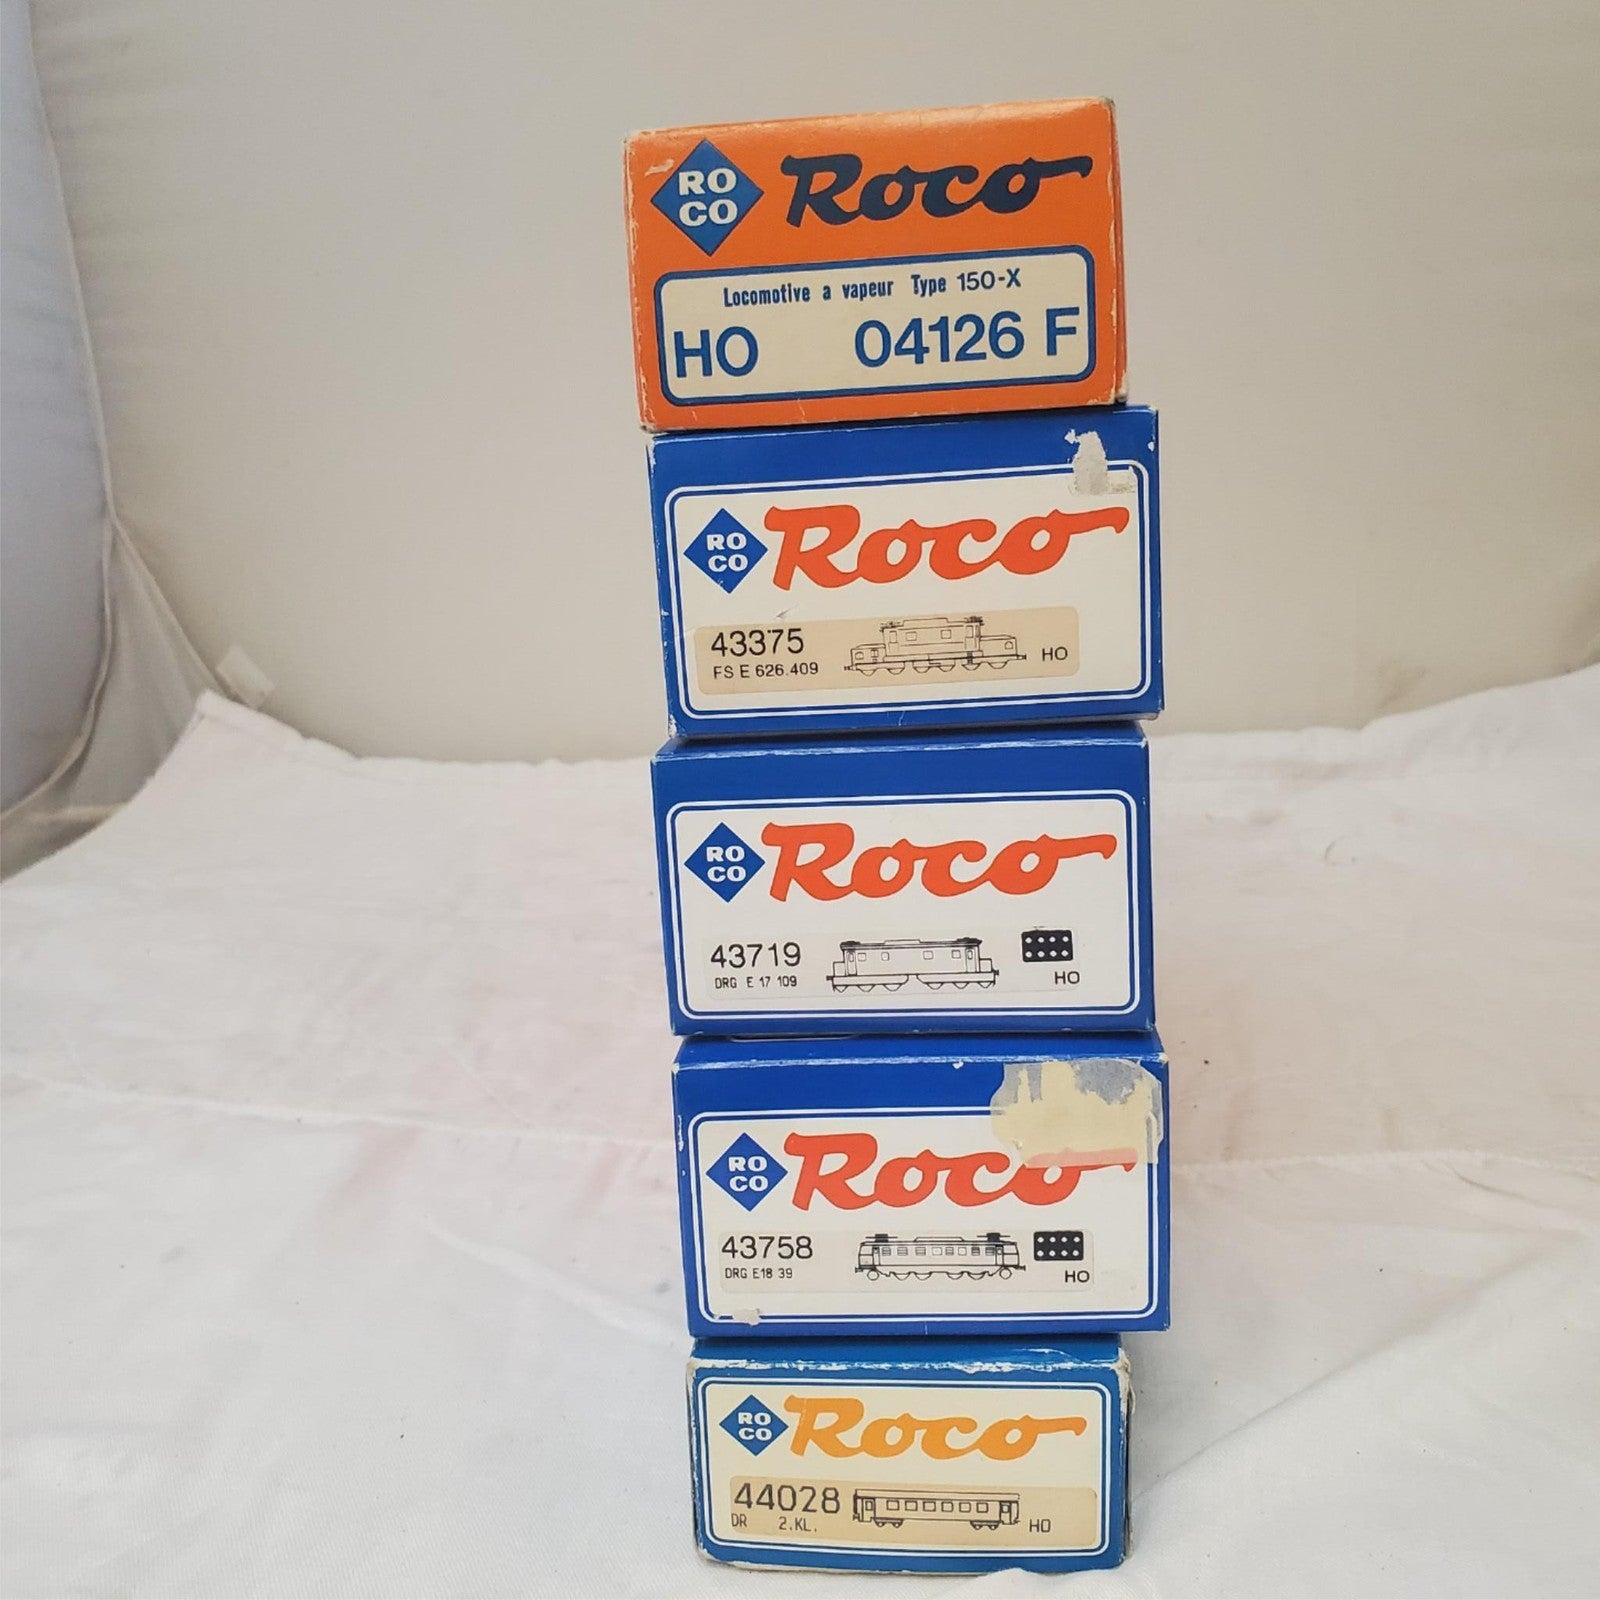 RO
CO
Roco
Locomotive a vapeur Type 150-X
HO 04126 F
RO
CO
Roco
43375
FS E 626.409
HO
RO
CO
Roco
43719
DRG E 17 109
HO
RO
CO
Roco
43758
DRG E18 39
HO
RO
CO
Roco
44028
DR 2.KL.
HO